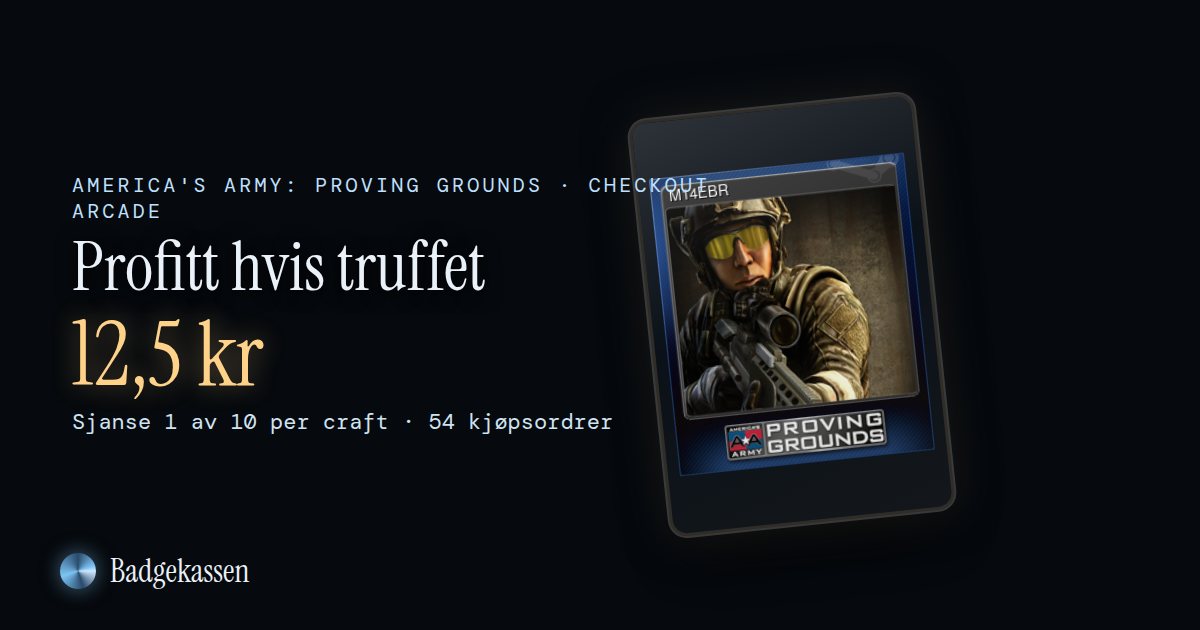 AMERICA'S ARMY: PROVING GROUNDS · CHECKOUT
ARCADE
Profitt hvis truffet
12,5 kr
Sjanse 1 av 10 per craft · 54 kjøpsordrer
Badgekassen
M14EBR
AMERICA'S
ARMY
PROVING
GROUNDS